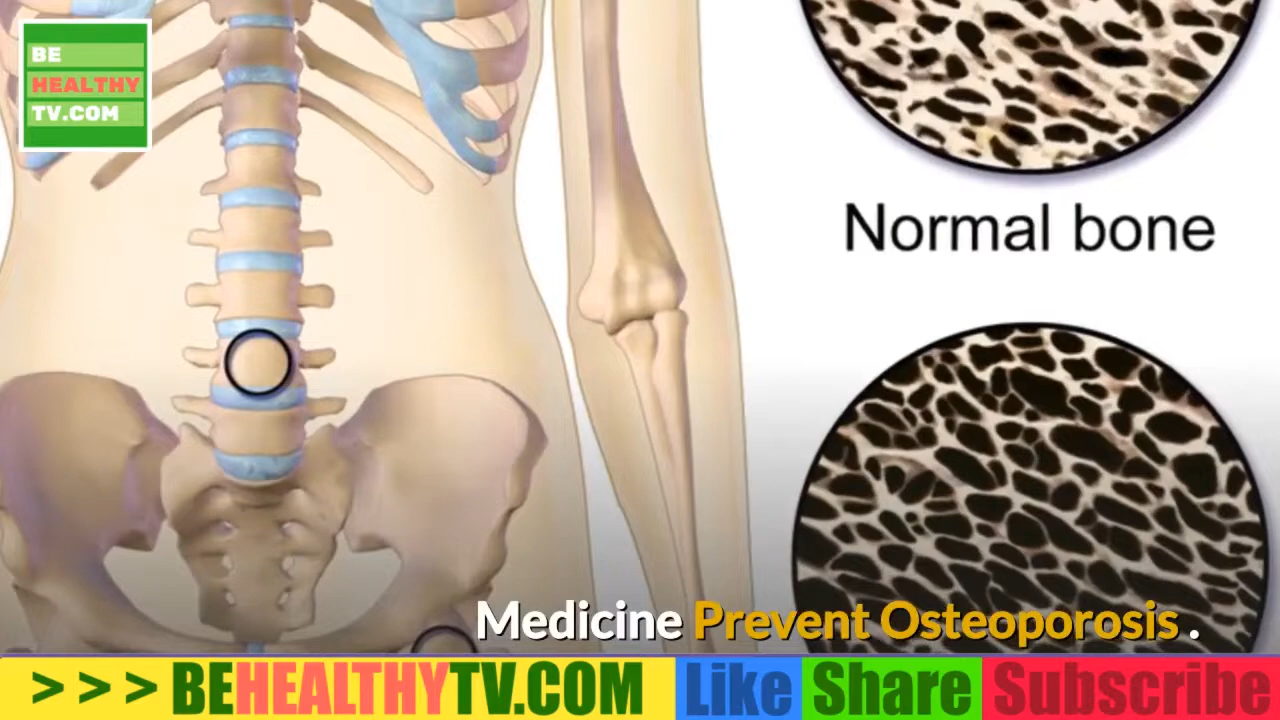 BE
HEALTHY
TV.COM
Normal bone
Medicine Prevent Osteoporosis .
> > > BEHEALTHYTV.COM Like Share Subscribe